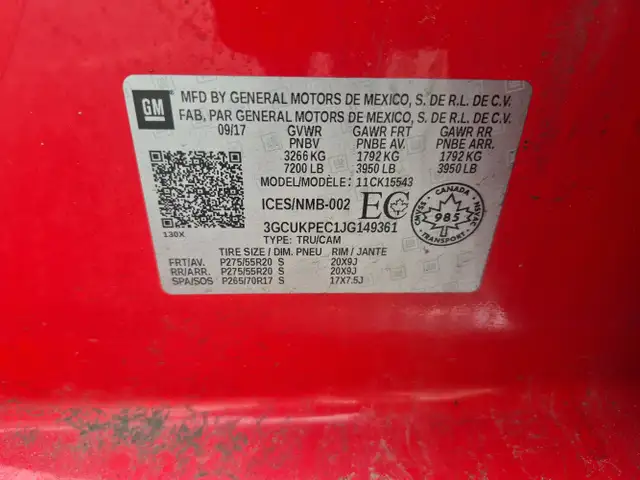 GM
MFD BY GENERAL MOTORS DE MEXICO, S. DE R.L. DE C.V.
FAB, PAR GENERAL MOTORS DE MEXICO, S. DE R.L. DE C.V.
09/17 GVWR GAWR FRT GAWR RR
PNBV PNBE AV. PNBE ARR.
3266 KG 1792 KG 1792 KG
7200 LB 3950 LB 3950 LB
MODEL/MODÈLE: 11CK15543
ICES/NMB-002 EC
CANADA
CMVSS NSVAC
985
TRANSPORT
3GCUKPEC1JG149361
130X TYPE: TRU/CAM
TIRE SIZE / DIM. PNEU RIM / JANTE
FRT/AV. P275/55R20 S 20X9J
RR/ARR. P275/55R20 S 20X9J
SPA/SOS P265/70R17 S 17X7.5J